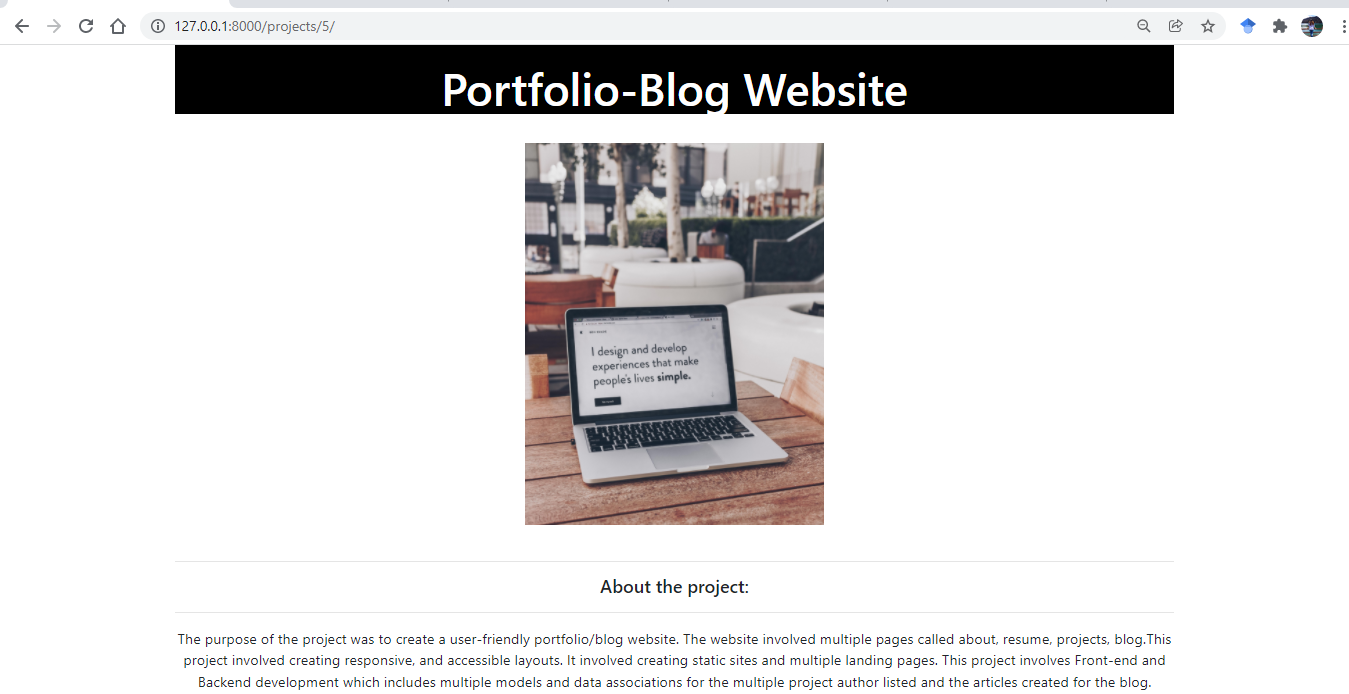 127.0.0.1:8000/projects/5/
Portfolio-Blog Website
I design and develop
experiences that make
people's lives simple.
About the project:
The purpose of the project was to create a user-friendly portfolio/blog website. The website involved multiple pages called about, resume, projects, blog.This
project involved creating responsive, and accessible layouts. It involved creating static sites and multiple landing pages. This project involves Front-end and
Backend development which includes multiple models and data associations for the multiple project author listed and the articles created for the blog.